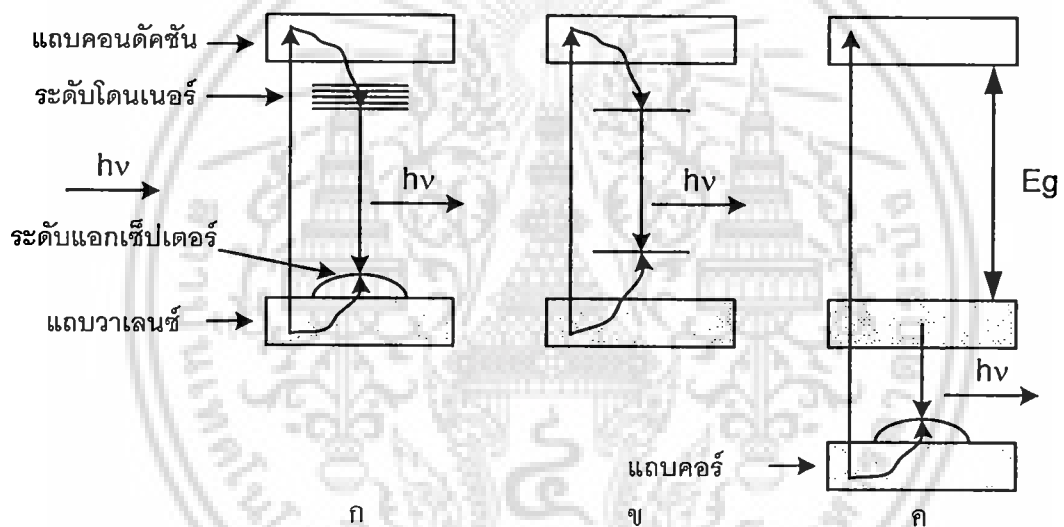 แถบคอนดัคชัน
ระดับโดนเนอร์
hν
hν
hν
Eg
ระดับแอกเซ็ปเตอร์
แถบวาเลนซ์
hν
แถบคอร์
ก
ข
ค